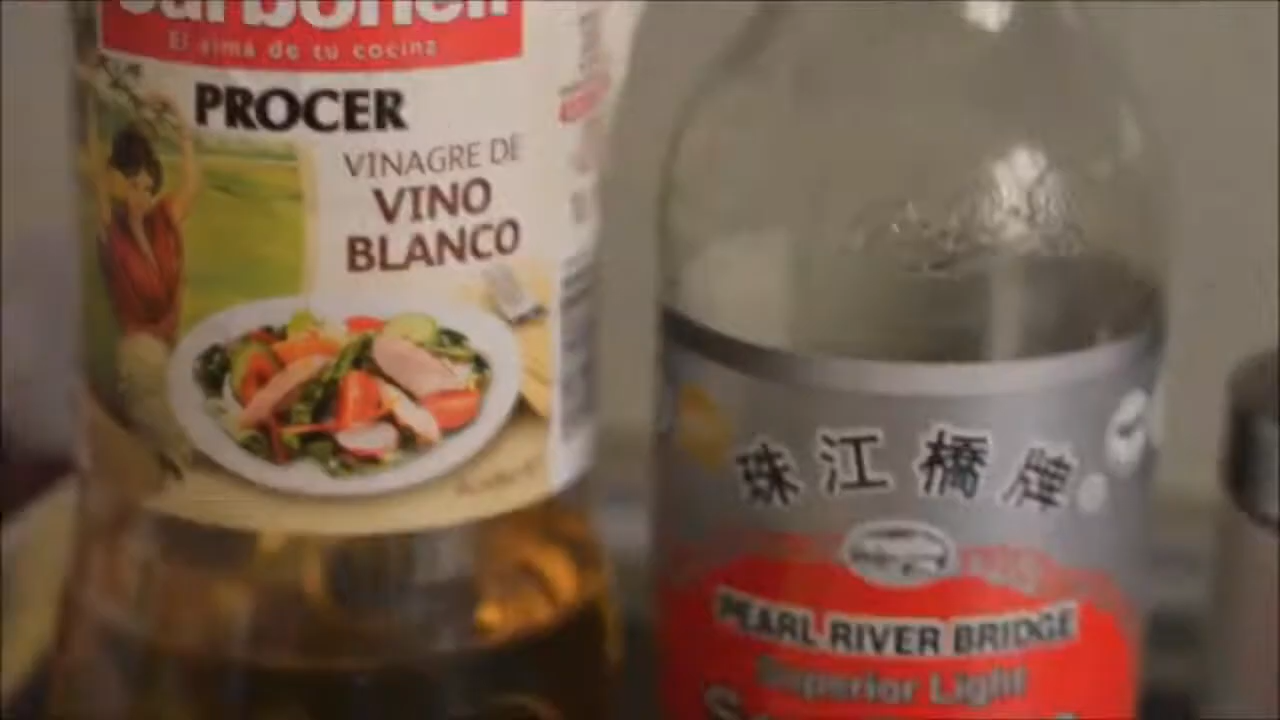 Carbonell
El alma de tu cocina
PROCER
VINAGRE DE
VINO
BLANCO
珠江橋牌
PEARL RIVER BRIDGE
Superior Light